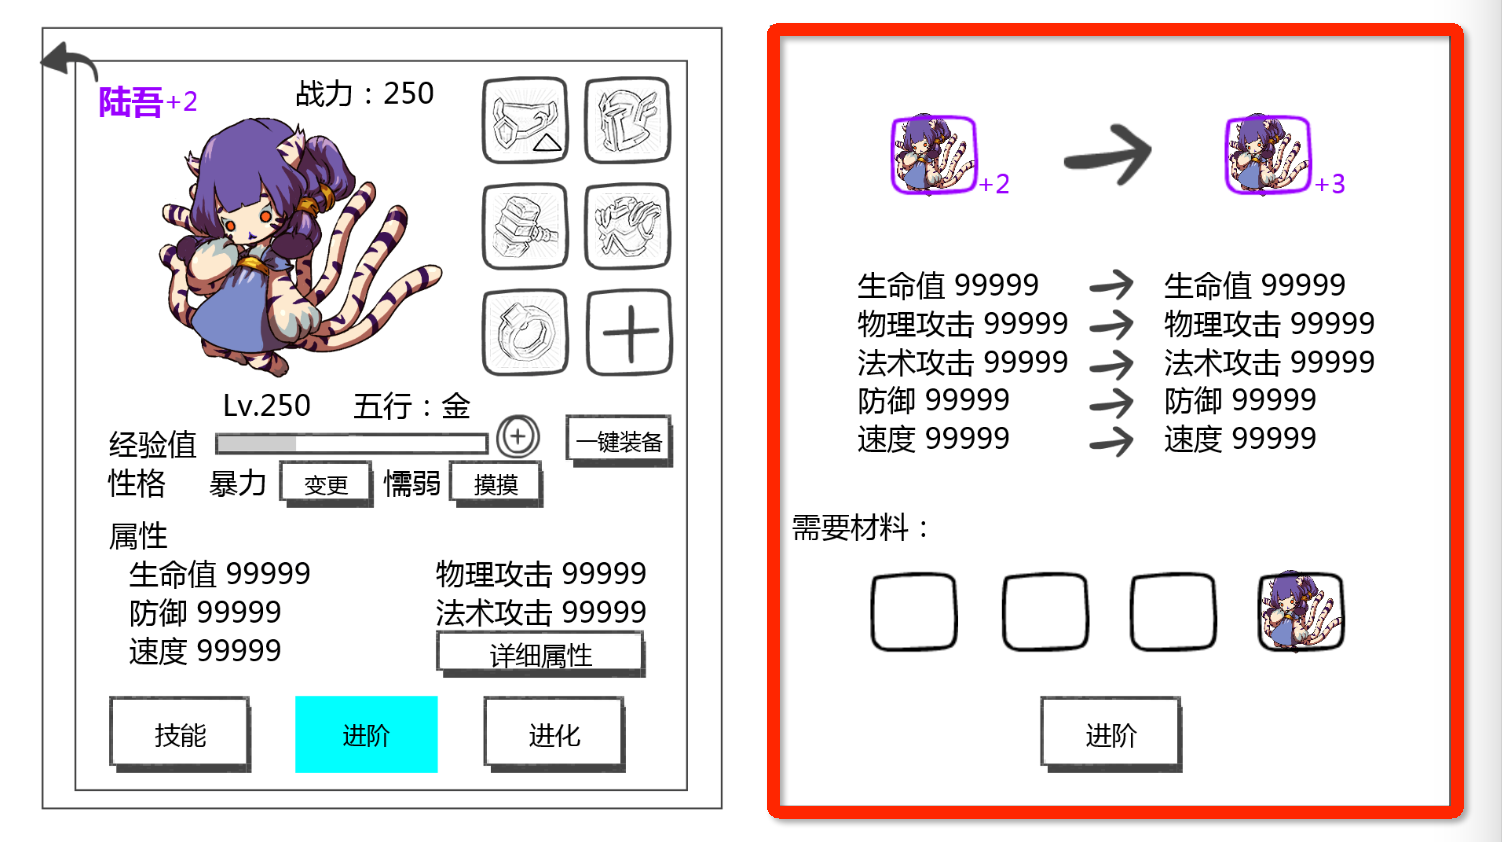 陆吾+2
战力：250
Lv.250 五行：金
经验值
一键装备
性格 暴力 变更 懦弱 摸摸
属性
生命值 99999 物理攻击 99999
防御 99999 法术攻击 99999
速度 99999 详细属性
技能 进阶 进化
+2 +3
生命值 99999 生命值 99999
物理攻击 99999 物理攻击 99999
法术攻击 99999 法术攻击 99999
防御 99999 防御 99999
速度 99999 速度 99999
需要材料：
进阶